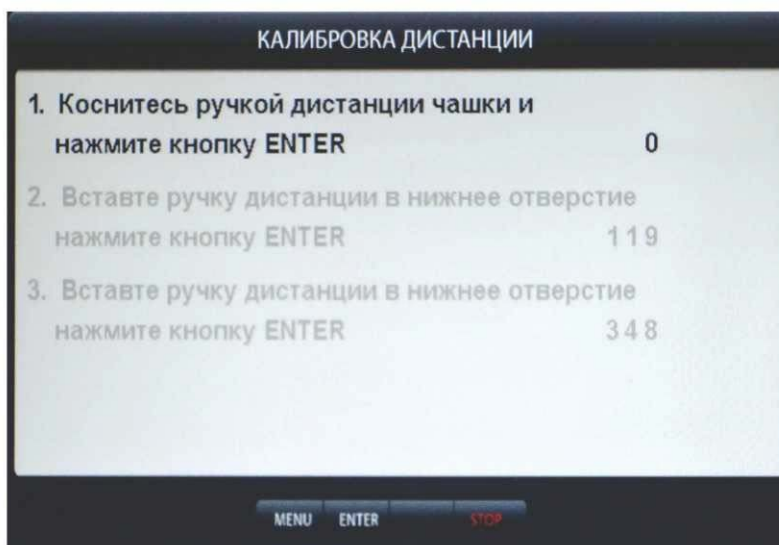 КАЛИБРОВКА ДИСТАНЦИИ
1. Коснитесь ручкой дистанции чашки и
нажмите кнопку ENTER 0
2. Вставте ручку дистанции в нижнее отверстие
нажмите кнопку ENTER 119
3. Вставте ручку дистанции в нижнее отверстие
нажмите кнопку ENTER 348
MENU ENTER STOP